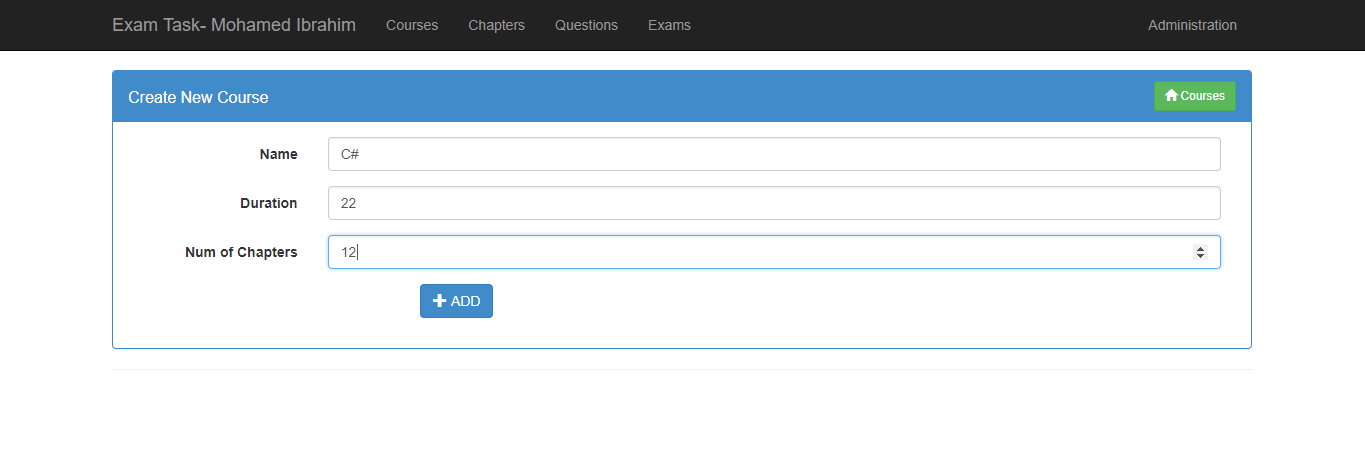 Exam Task- Mohamed Ibrahim Courses Chapters Questions Exams Administration
Create New Course Courses
Name C#
Duration 22
Num of Chapters 12
ADD